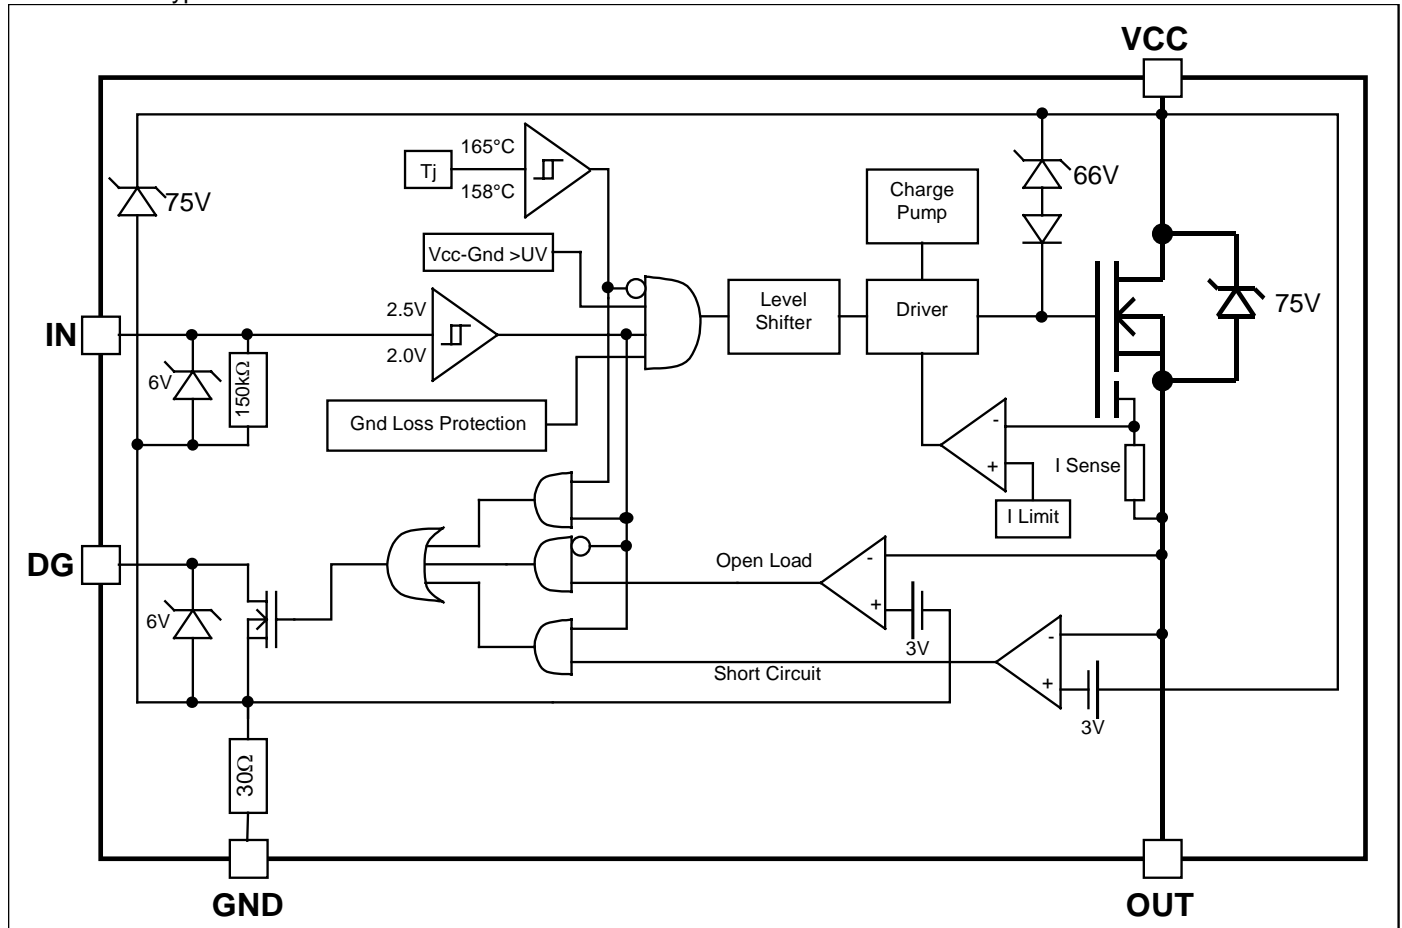 VCC
165°C
Tj
158°C
75V
66V
Charge
Pump
Vcc-Gnd >UV
2.5V
IN
2.0V
Level
Shifter
Driver
75V
6V
150kΩ
Gnd Loss Protection
-
+
I Sense
I Limit
DG
Open Load
-
+
3V
6V
Short Circuit
-
+
3V
30Ω
GND
OUT